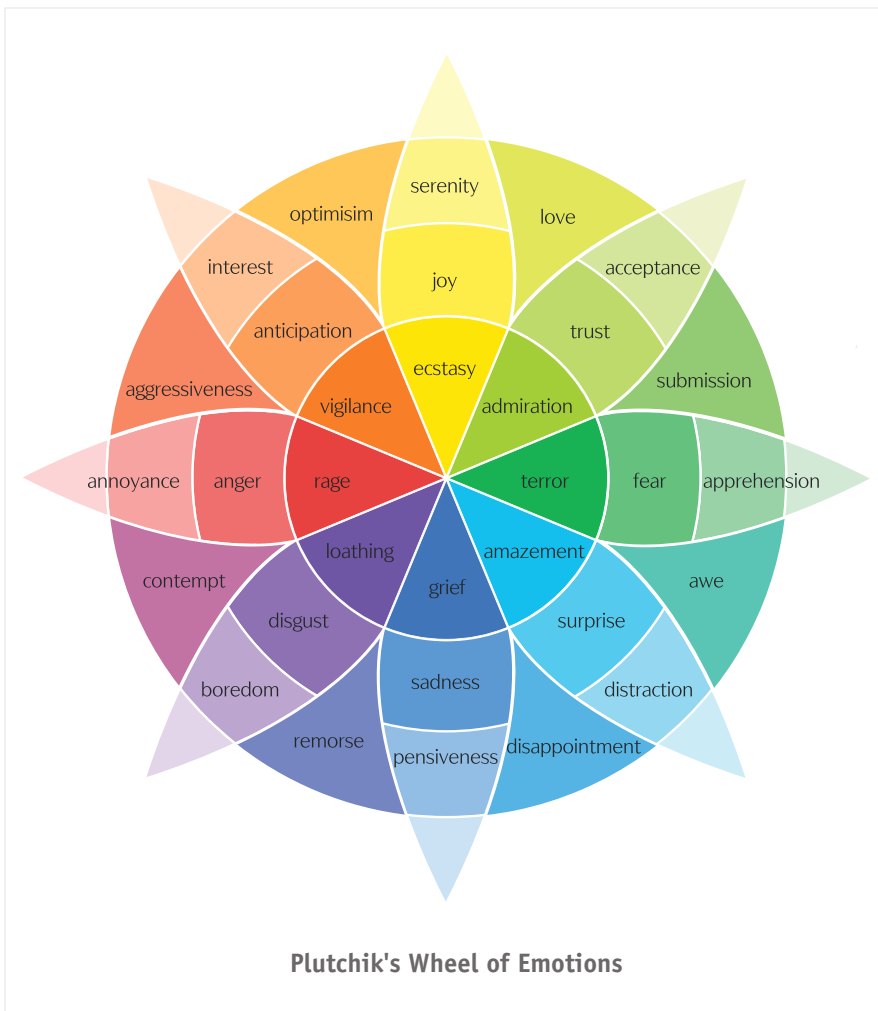 serenity
optimisim
love
interest
acceptance
joy
anticipation
trust
ecstasy
submission
aggressiveness
vigilance
admiration
annoyance
anger
rage
terror
fear
apprehension
loathing
amazement
contempt
awe
grief
disgust
surprise
sadness
boredom
distraction
remorse
disappointment
pensiveness
Plutchik's Wheel of Emotions